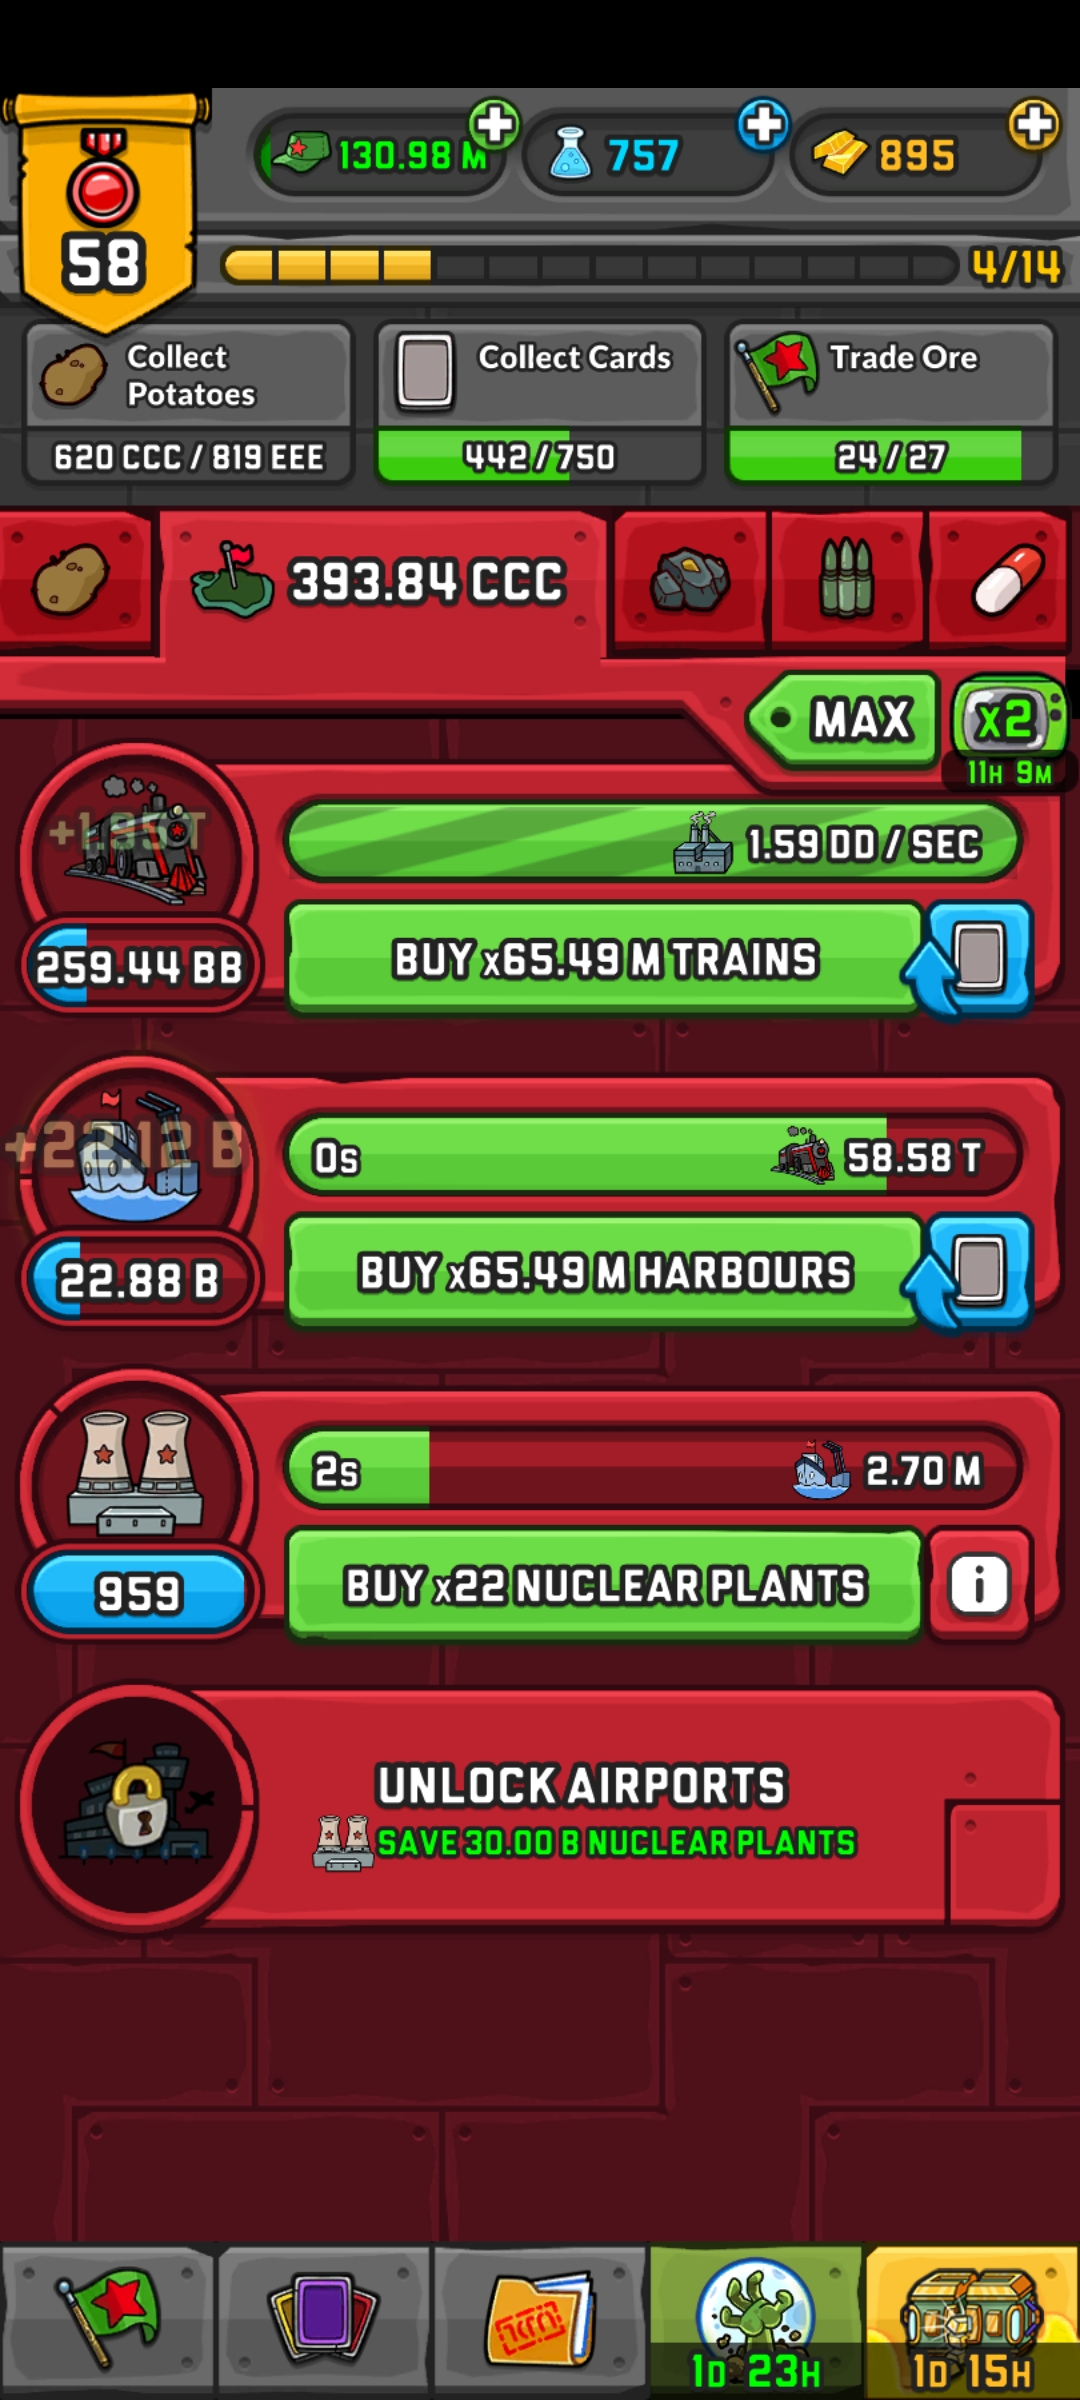 130.98 M
757
895
58
4/14
Collect
Potatoes
620 CCC / 819 EEE
Collect Cards
442/750
Trade Ore
24/27
393.84 CCC
MAX
x2
11H 9M
1.59 DD / SEC
259.44 BB
BUY x65.49 M TRAINS
+22.12 B
0s
58.58 T
22.88 B
BUY x65.49 M HARBOURS
2s
2.70 M
959
BUY x22 NUCLEAR PLANTS
i
UNLOCK AIRPORTS
SAVE 30.00 B NUCLEAR PLANTS
1D 23H
1D 15H